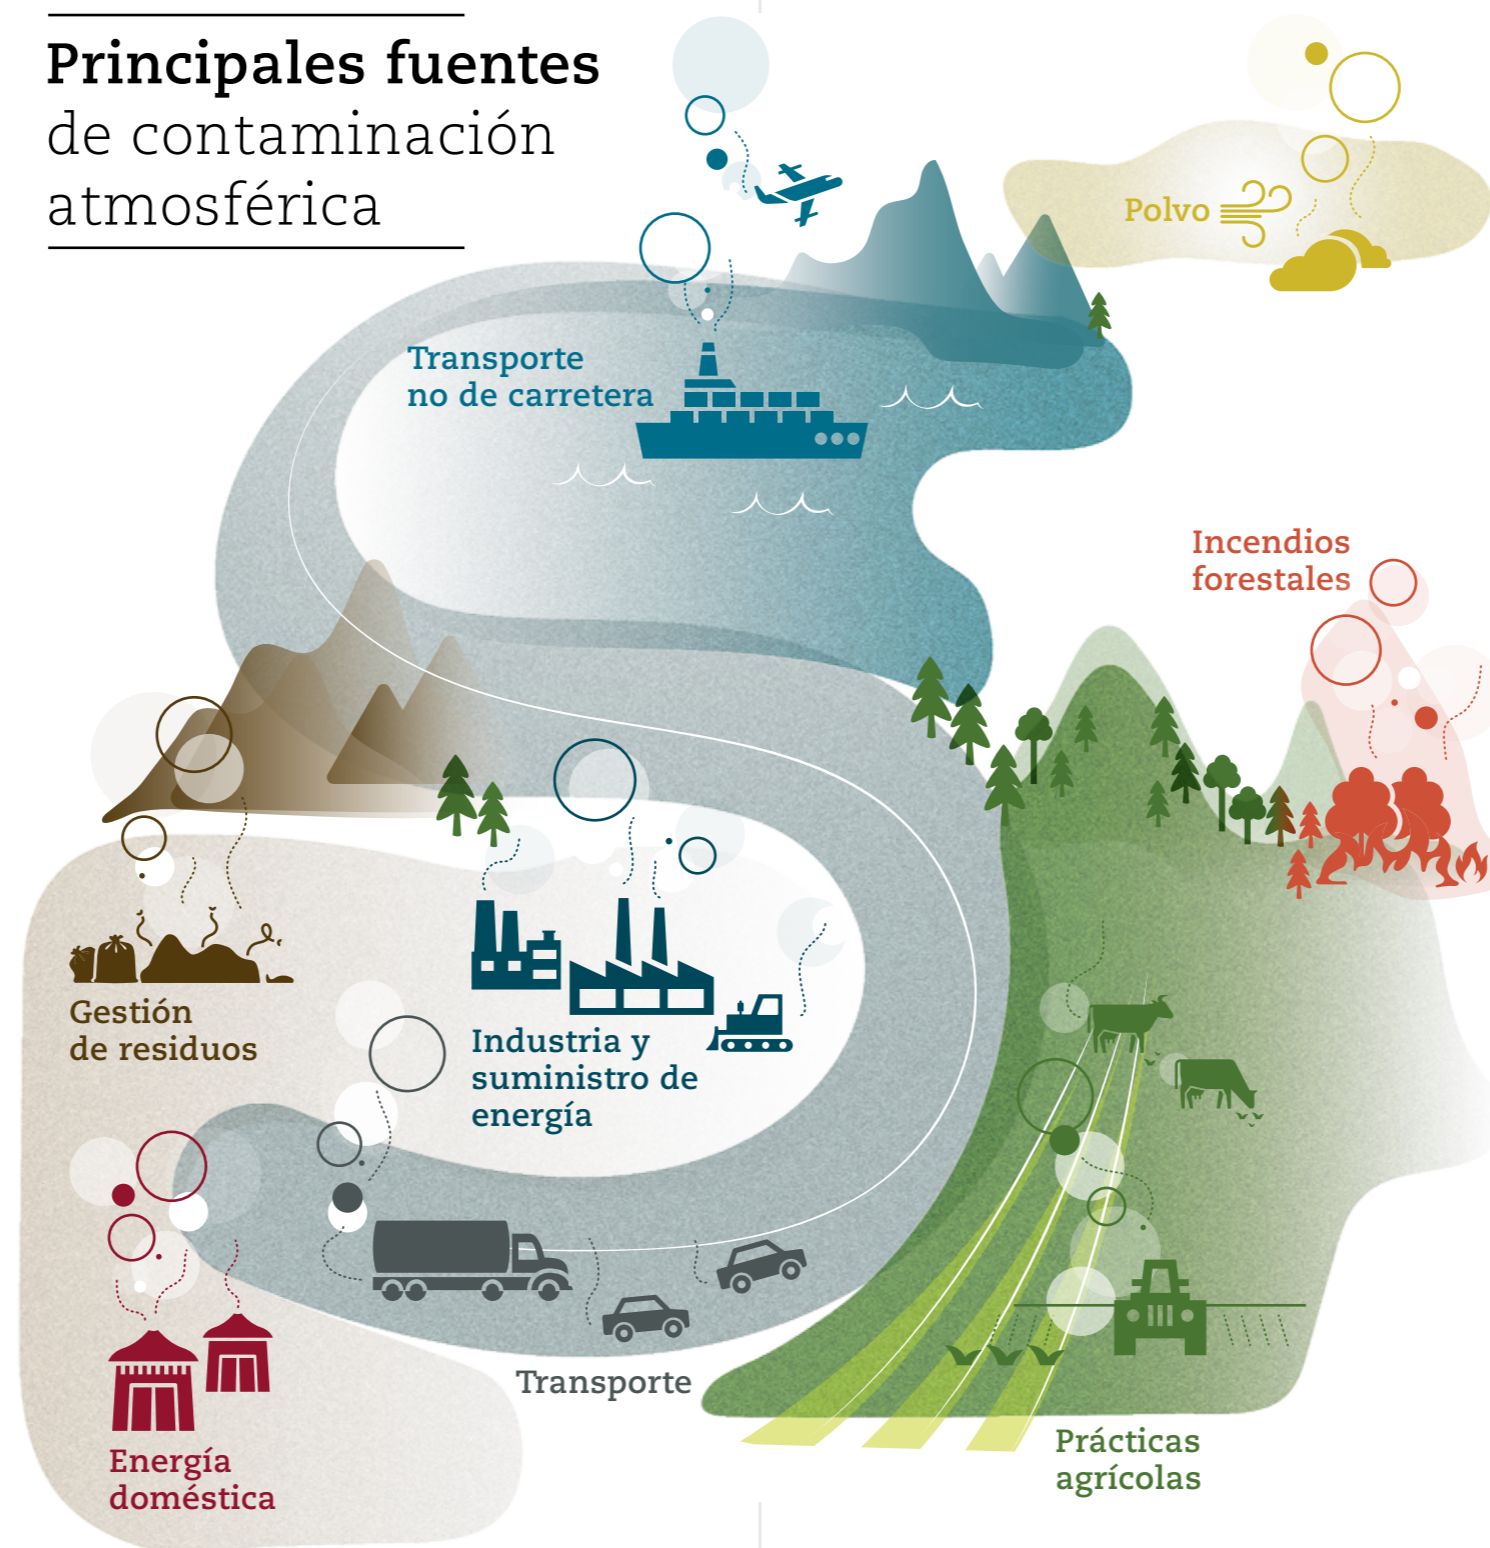 Principales fuentes
de contaminación
atmosférica
Polvo
Transporte
no de carretera
Incendios
forestales
Gestión
de residuos
Industria y
suministro de
energía
Transporte
Energía
doméstica
Prácticas
agrícolas